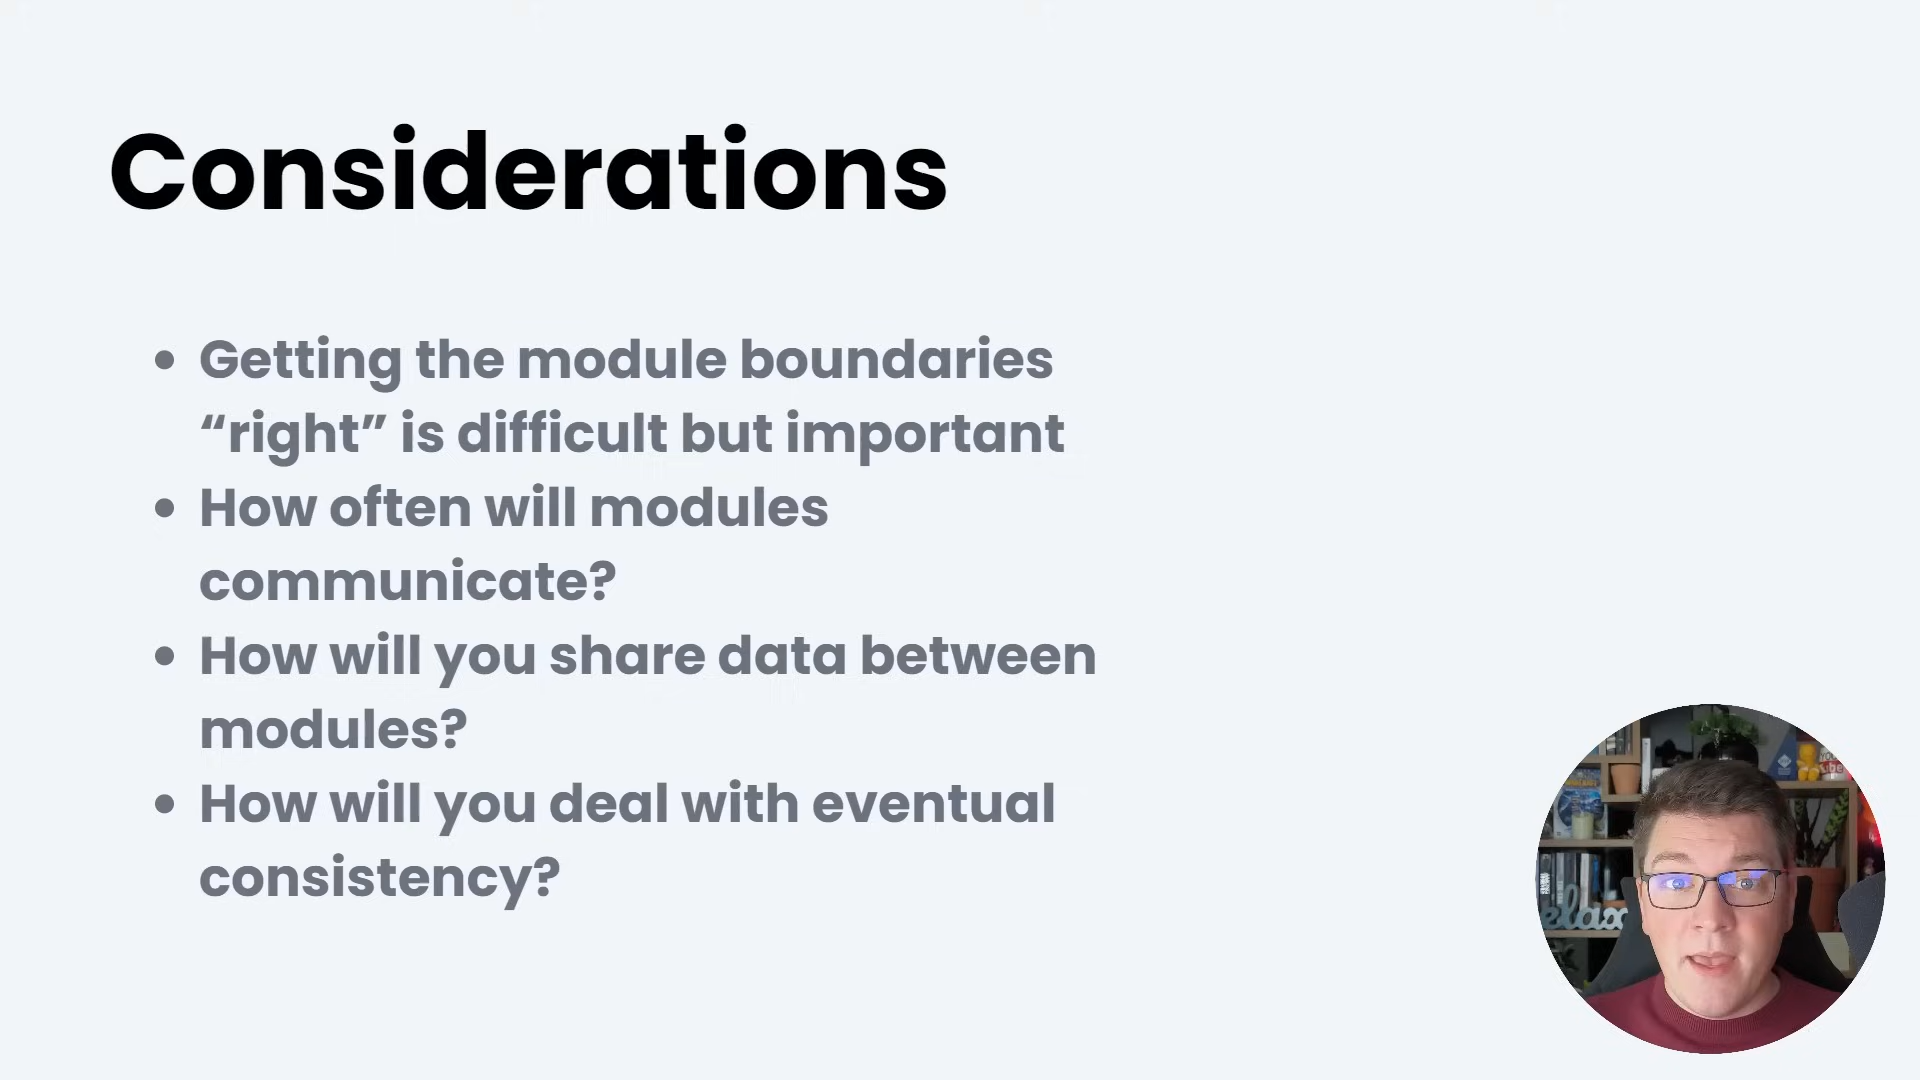 Considerations
• Getting the module boundaries
“right” is difficult but important
• How often will modules
communicate?
• How will you share data between
modules?
• How will you deal with eventual
consistency?
elax